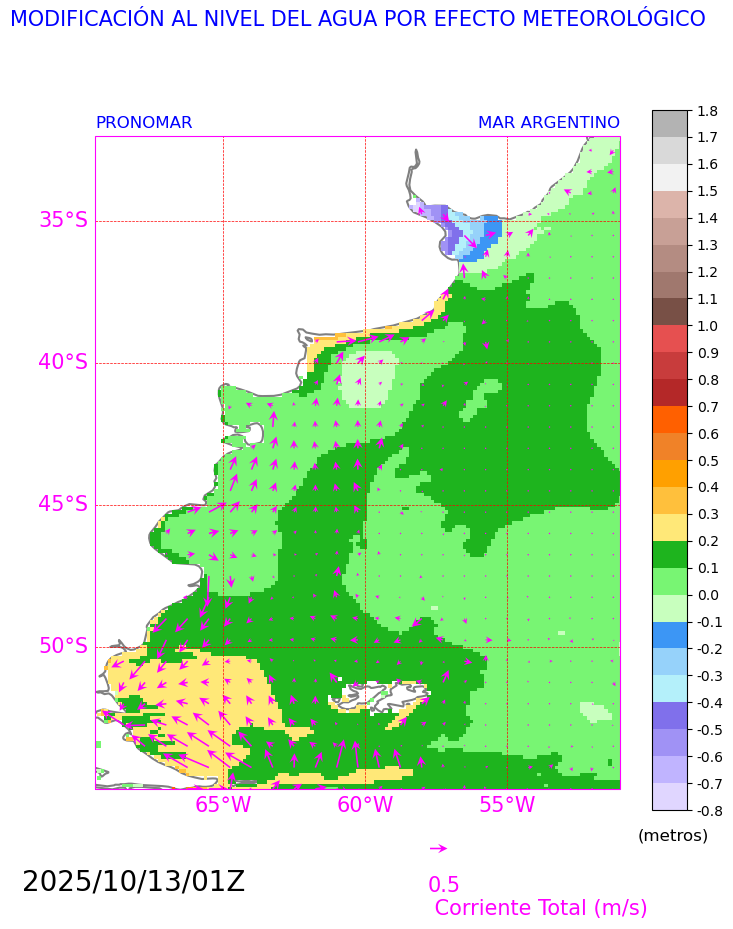 MODIFICACIÓN AL NIVEL DEL AGUA POR EFECTO METEOROLÓGICO
PRONOMAR MAR ARGENTINO
1.8
1.7
1.6
1.5
1.4
1.3
1.2
1.1
1.0
0.9
0.8
0.7
0.6
0.5
0.4
0.3
0.2
0.1
0.0
-0.1
-0.2
-0.3
-0.4
-0.5
-0.6
-0.7
-0.8
(metros)
35°S
40°S
45°S
50°S
65°W 60°W 55°W
2025/10/13/01Z
0.5
Corriente Total (m/s)